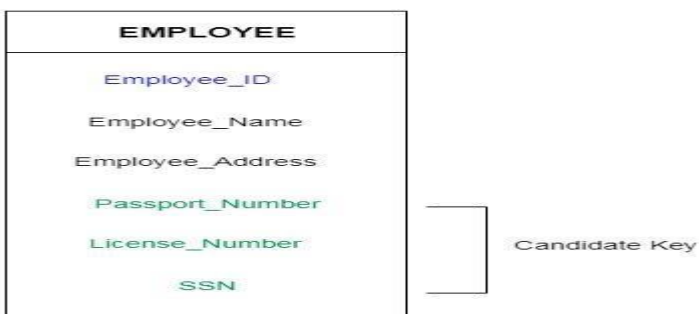 EMPLOYEE
Employee_ID
Employee_Name
Employee_Address
Passport_Number
License_Number
SSN
Candidate Key